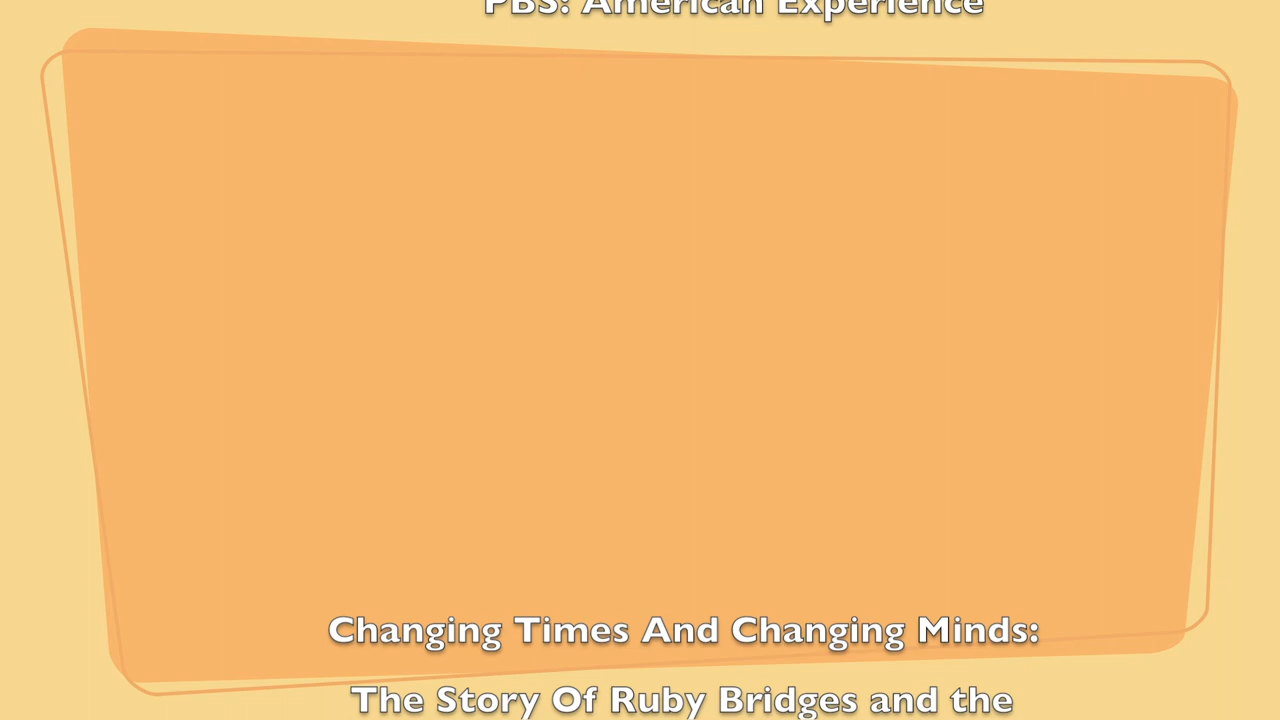 PBS: American Experience
Changing Times And Changing Minds:
The Story Of Ruby Bridges and the